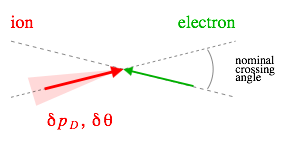 ion
electron
nominal
crossing
angle
δp_D, δθ